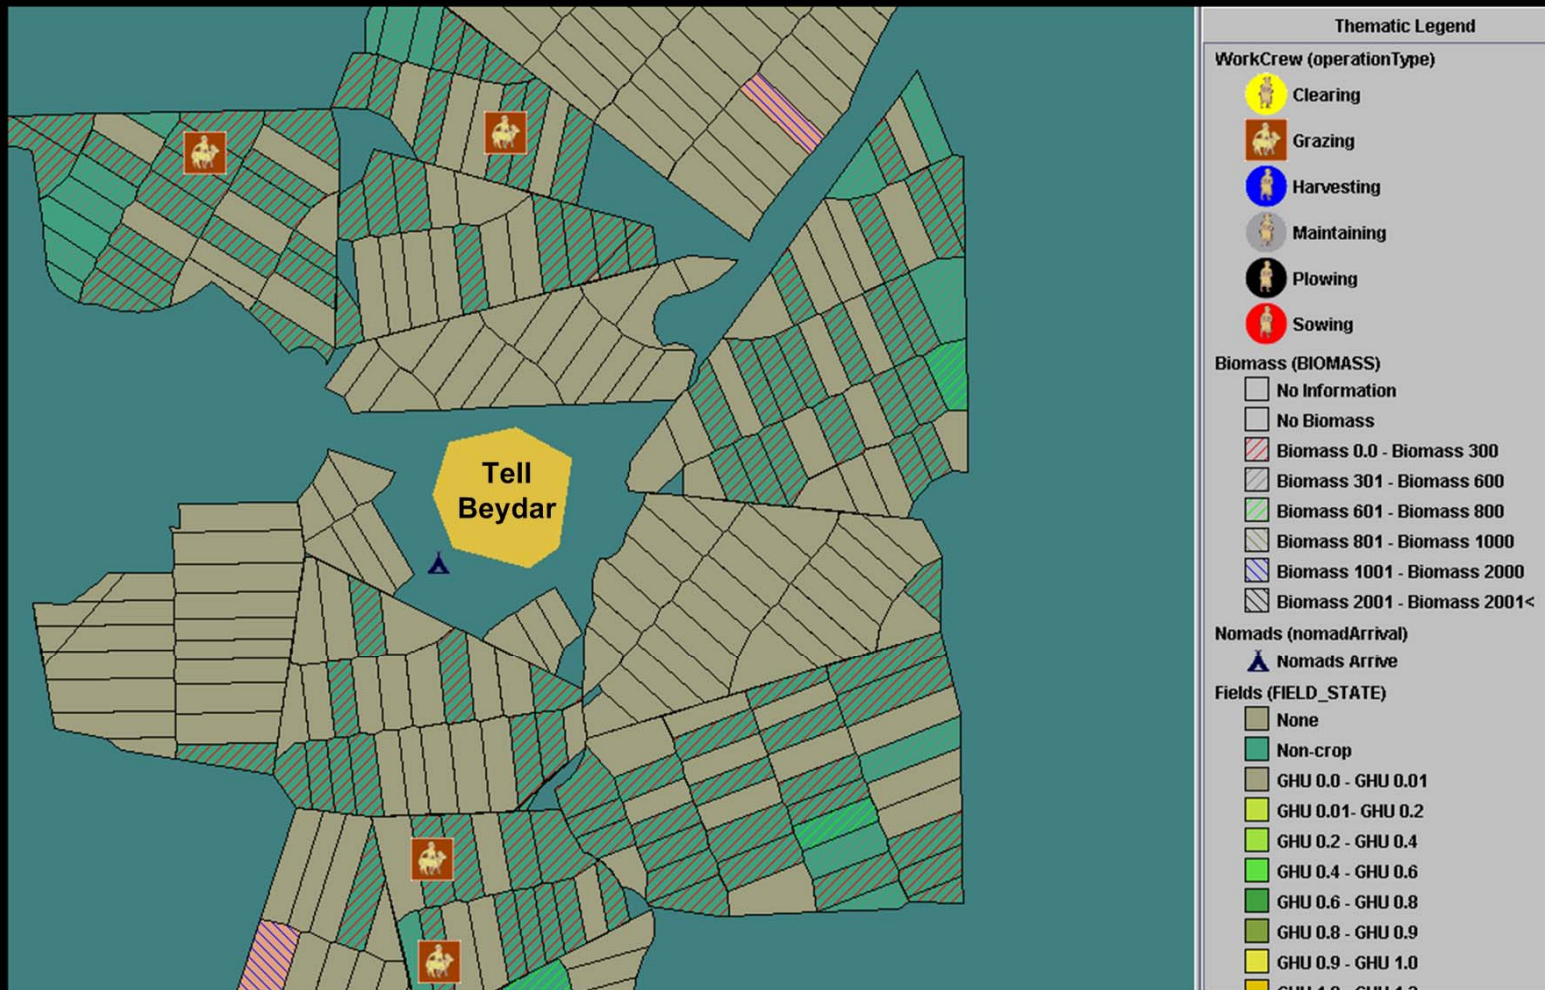 Tell
Beydar
Thematic Legend
WorkCrew (operationType)
Clearing
Grazing
Harvesting
Maintaining
Plowing
Sowing
Biomass (BIOMASS)
No Information
No Biomass
Biomass 0.0 - Biomass 300
Biomass 301 - Biomass 600
Biomass 601 - Biomass 800
Biomass 801 - Biomass 1000
Biomass 1001 - Biomass 2000
Biomass 2001 - Biomass 2001<
Nomads (nomadArrival)
Nomads Arrive
Fields (FIELD_STATE)
None
Non-crop
GHU 0.0 - GHU 0.01
GHU 0.01- GHU 0.2
GHU 0.2 - GHU 0.4
GHU 0.4 - GHU 0.6
GHU 0.6 - GHU 0.8
GHU 0.8 - GHU 0.9
GHU 0.9 - GHU 1.0